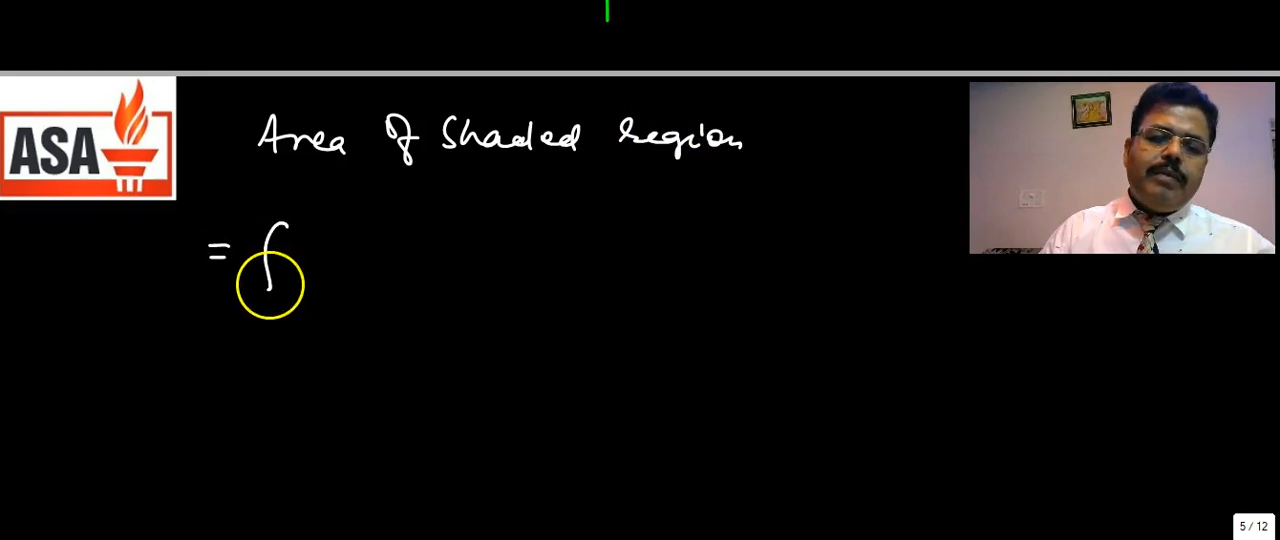 ASA
Area of Shaded region
= ∫
5 / 12